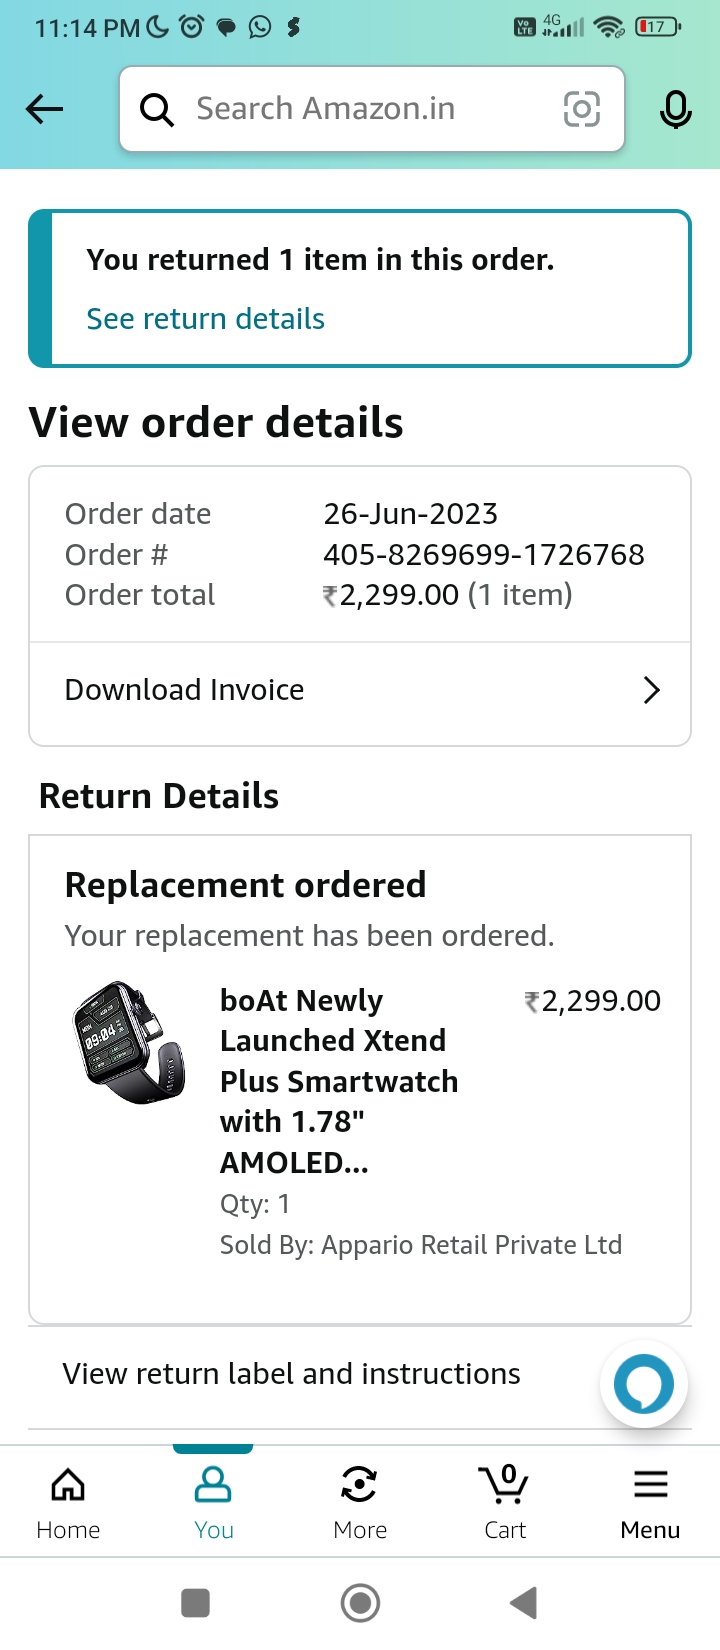 11:14 PM
Vo LTE 4G 17
Search Amazon.in
You returned 1 item in this order.
See return details
View order details
Order date 26-Jun-2023
Order # 405-8269699-1726768
Order total ₹2,299.00 (1 item)
Download Invoice
Return Details
Replacement ordered
Your replacement has been ordered.
boAt Newly ₹2,299.00
Launched Xtend
Plus Smartwatch
with 1.78"
AMOLED...
Qty: 1
Sold By: Appario Retail Private Ltd
09:04
View return label and instructions
0
Home You More Cart Menu